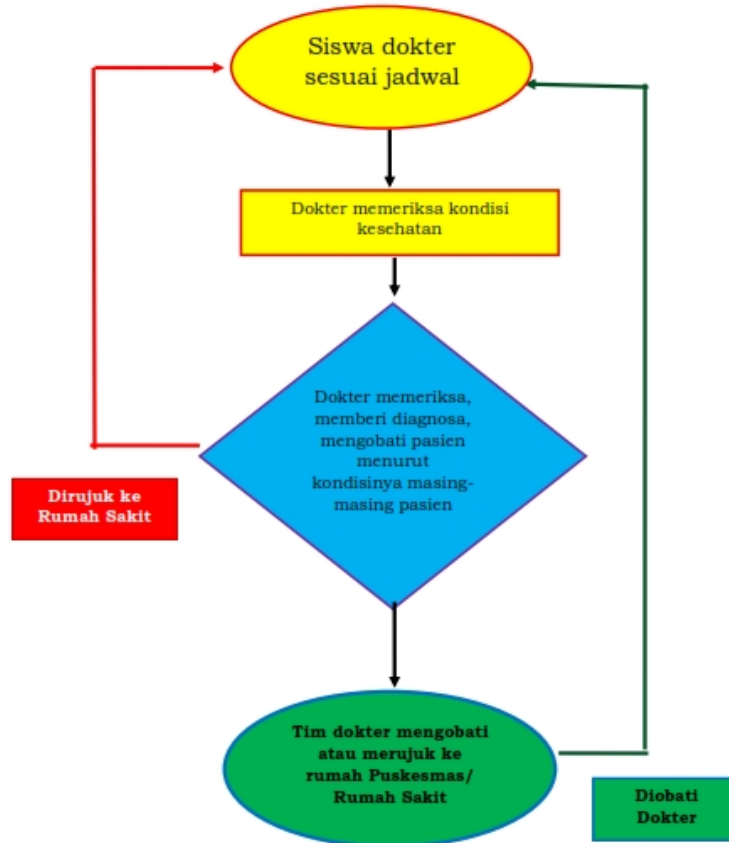 Siswa dokter
sesuai jadwal
Dokter memeriksa kondisi
kesehatan
Dokter memeriksa,
memberi diagnosa,
mengobati pasien
menurut
kondisinya masing-
masing pasien
Dirujuk ke
Rumah Sakit
Tim dokter mengobati
atau merujuk ke
rumah Puskesmas/
Rumah Sakit
Diobati
Dokter